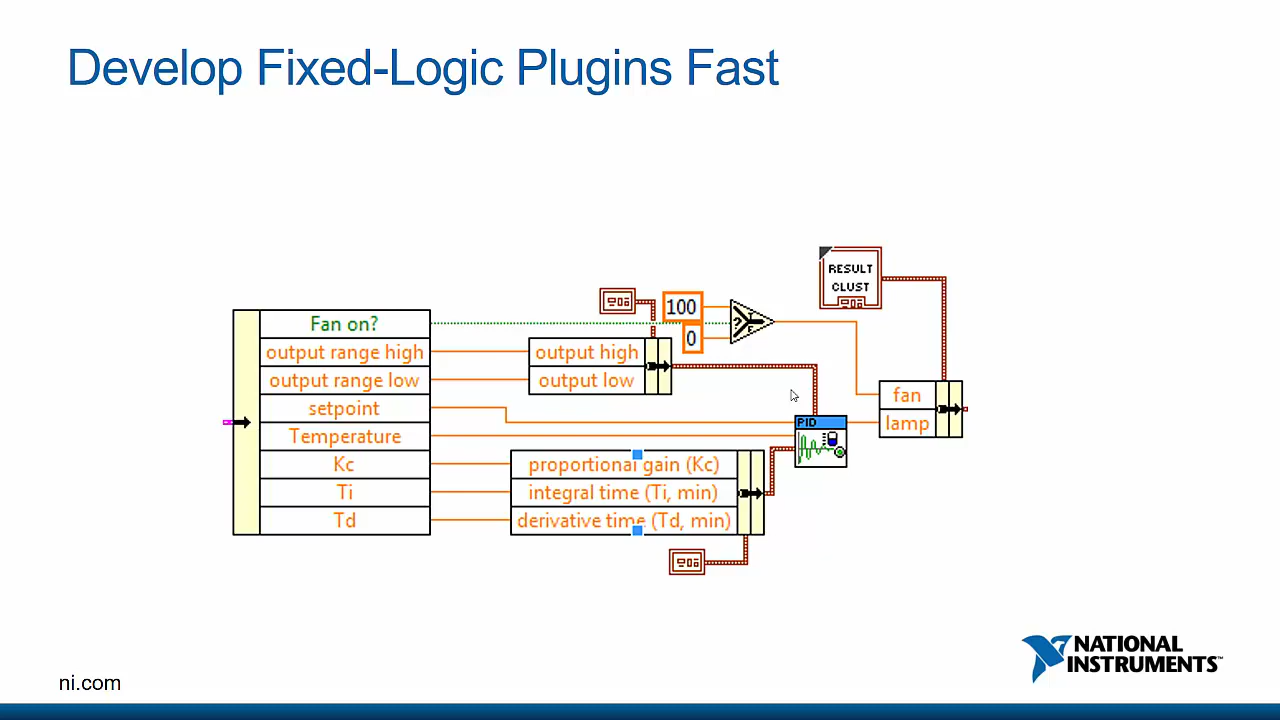 Develop Fixed-Logic Plugins Fast
RESULT
CLUST
100
0
Fan on?
output range high
output range low
setpoint
Temperature
Kc
Ti
Td
output high
output low
PID
fan
lamp
proportional gain (Kc)
integral time (Ti, min)
derivative time (Td, min)
NATIONAL
INSTRUMENTS™
ni.com